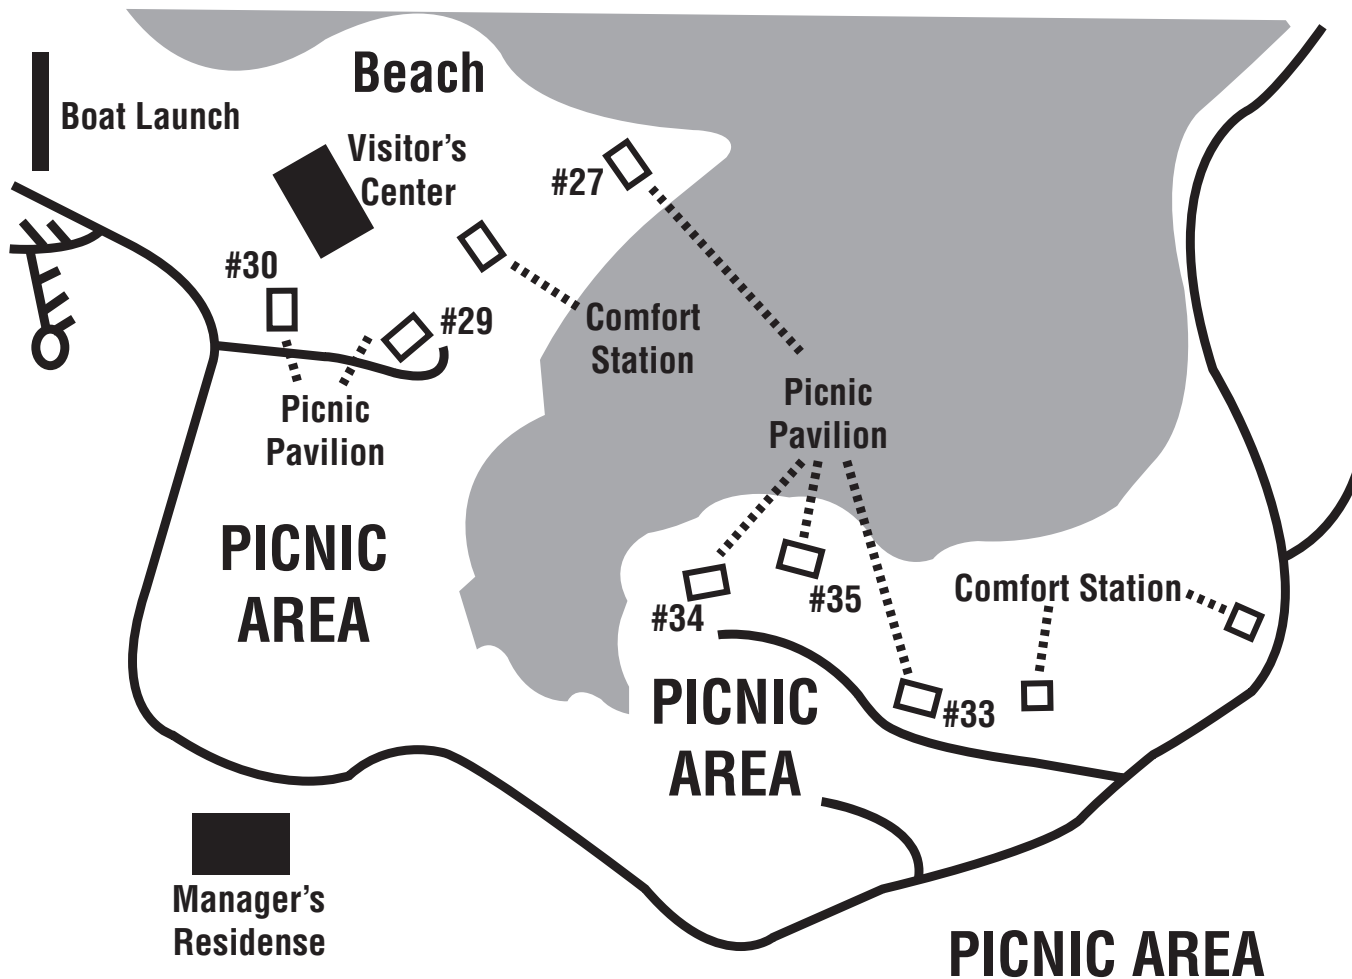 Beach
Boat Launch
Visitor's
Center
#27
#30
#29
Comfort
Station
Picnic
Pavilion
Picnic
Pavilion
PICNIC
AREA
#34
#35
Comfort Station
PICNIC
AREA
#33
Manager's
Residense
PICNIC AREA